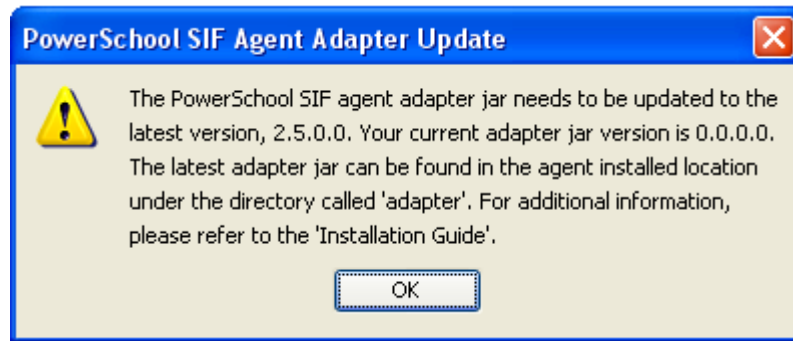 PowerSchool SIF Agent Adapter Update
The PowerSchool SIF agent adapter jar needs to be updated to the
latest version, 2.5.0.0. Your current adapter jar version is 0.0.0.0.
The latest adapter jar can be found in the agent installed location
under the directory called 'adapter'. For additional information,
please refer to the 'Installation Guide'.
OK